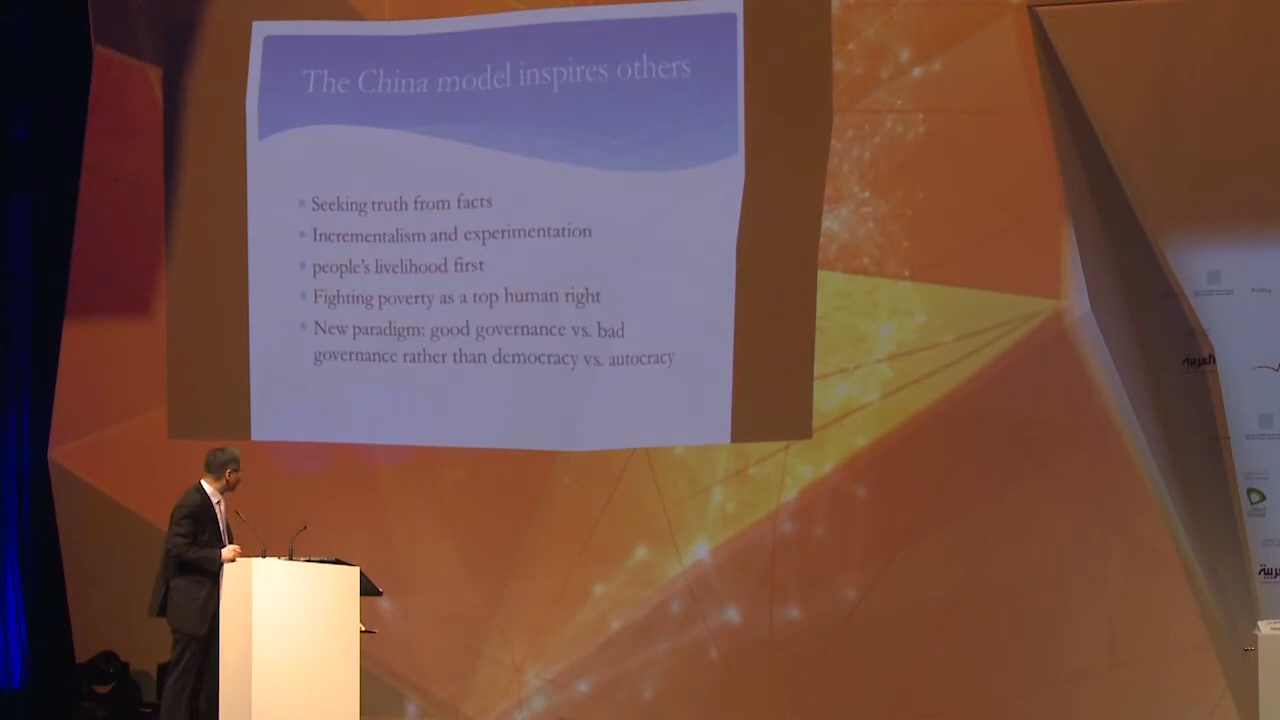 The China model inspires others
Seeking truth from facts
Incrementalism and experimentation
people's livelihood first
Fighting poverty as a top human right
New paradigm: good governance vs. bad
governance rather than democracy vs. autocracy
العربية